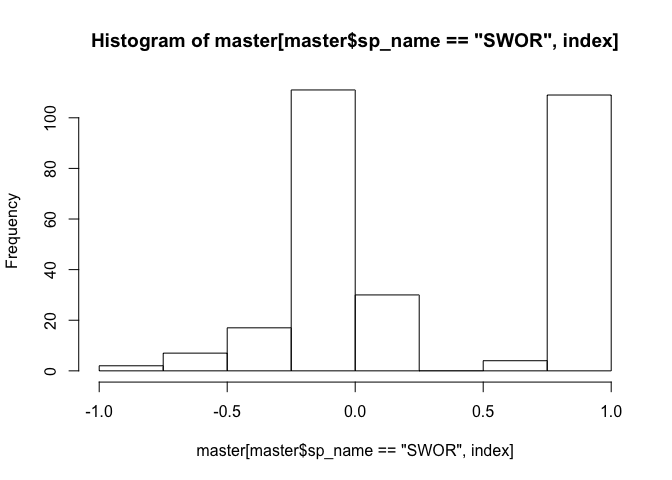 Histogram of master[master$sp_name == "SWOR", index]
Frequency
100
80
60
40
20
0
-1.0 -0.5 0.0 0.5 1.0
master[master$sp_name == "SWOR", index]